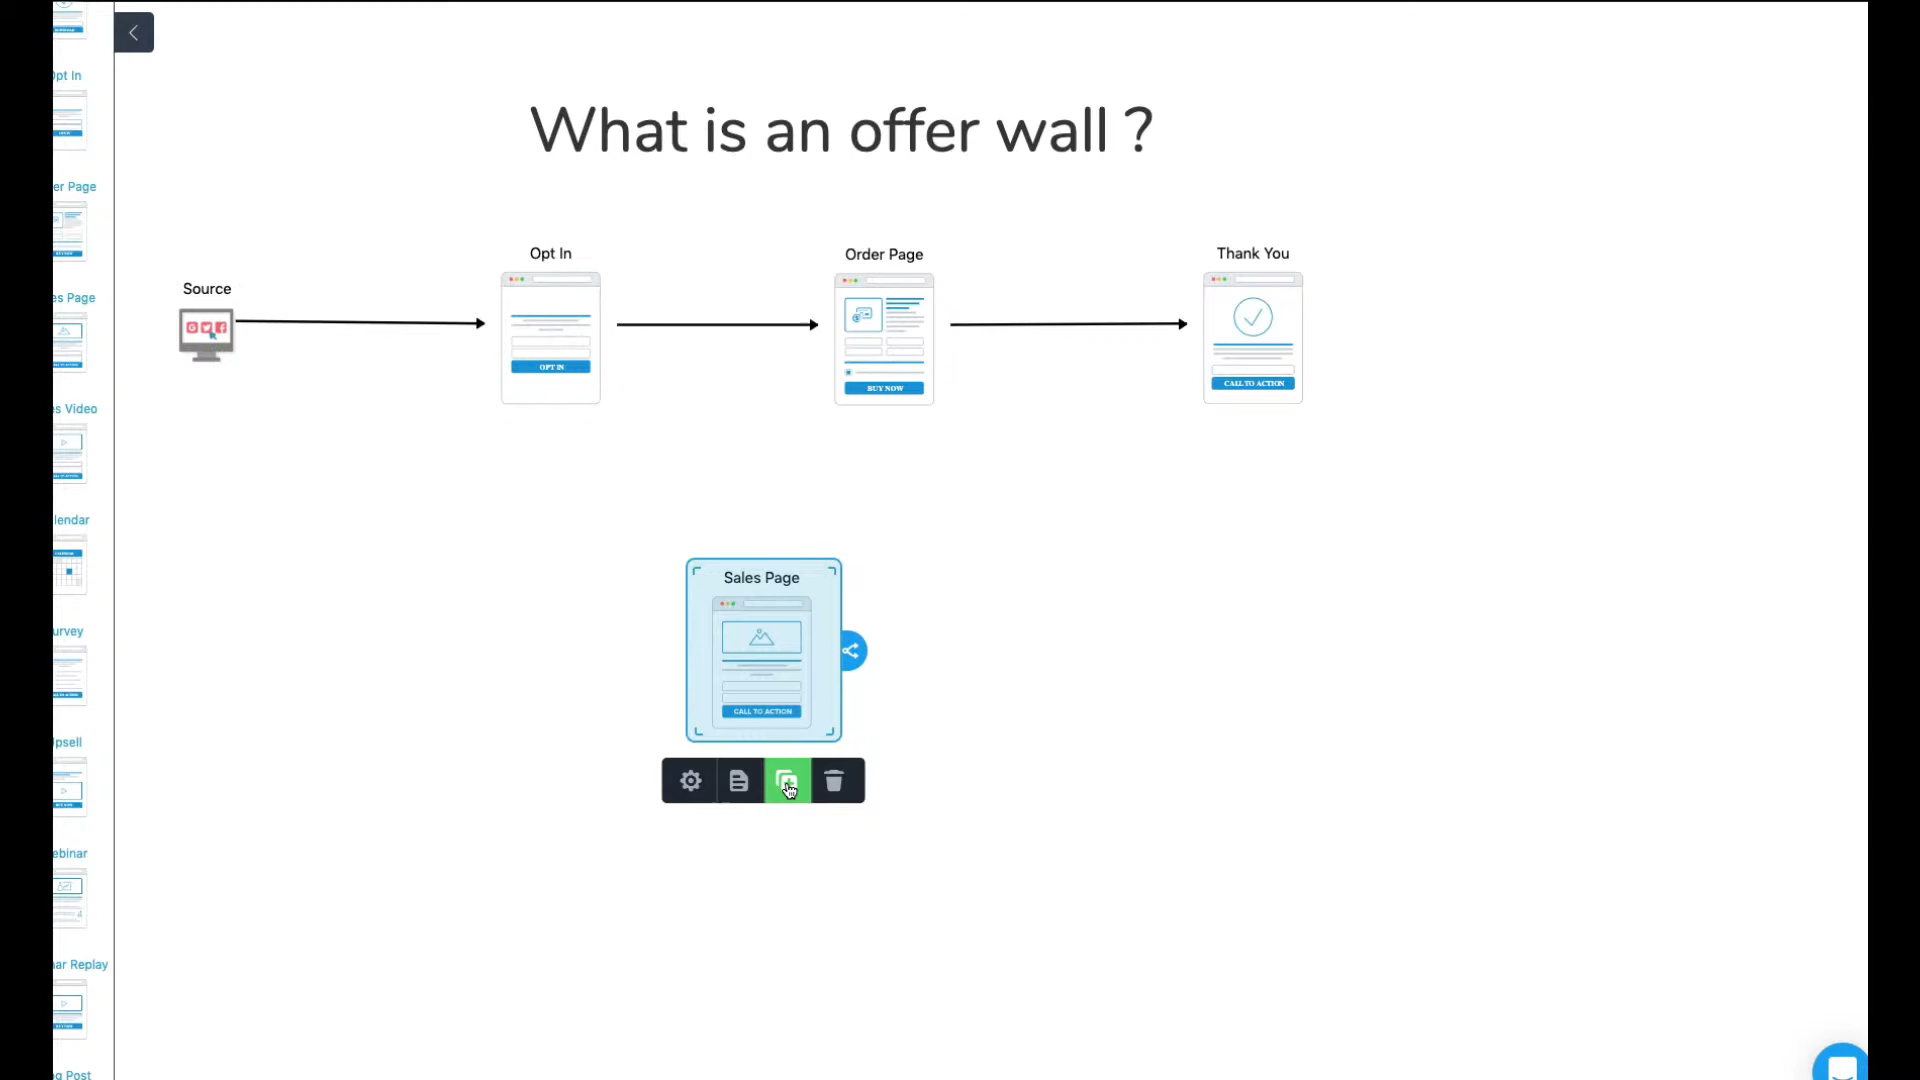 pt In
er Page
es Page
es Video
lendar
urvey
psell
ebinar
ar Replay
g Post
What is an offer wall ?
Source
Opt In
OPT IN
Order Page
BUY NOW
Thank You
CALL TO ACTION
Sales Page
CALL TO ACTION